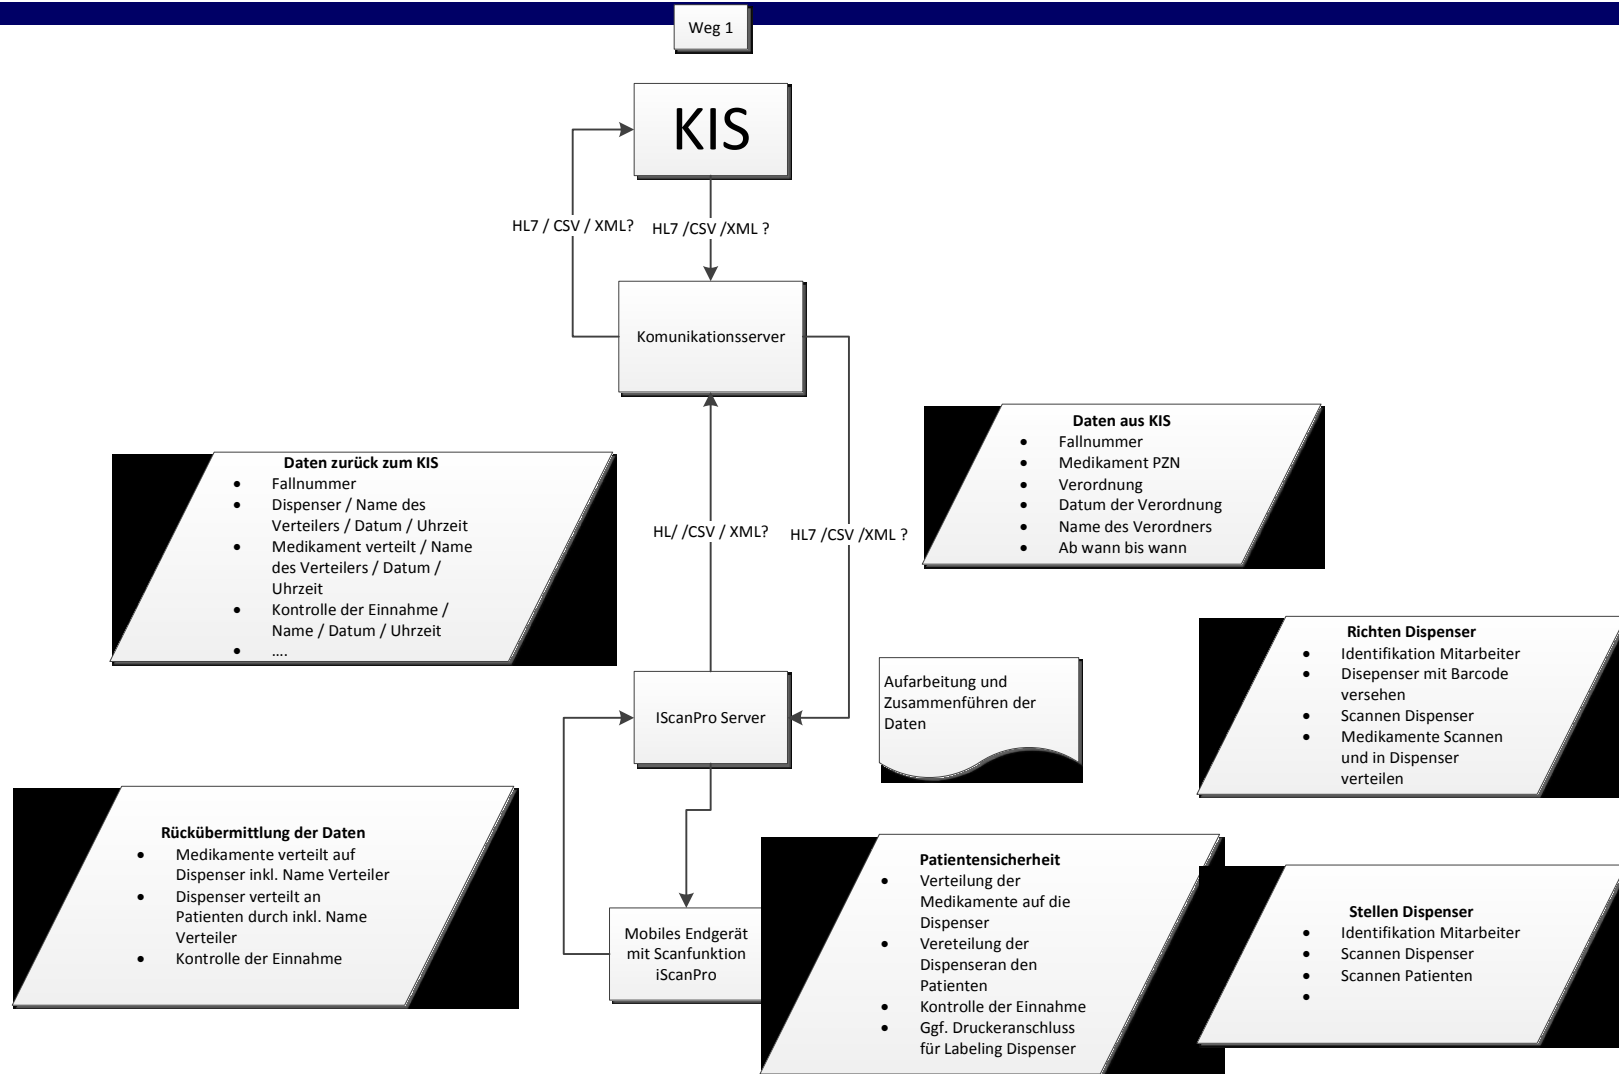 Weg 1
KIS
HL7 / CSV / XML?
HL7 /CSV /XML ?
Komunikationsserver
Daten aus KIS
• Fallnummer
• Medikament PZN
• Verordnung
• Datum der Verordnung
• Name des Verordners
• Ab wann bis wann
Daten zurück zum KIS
• Fallnummer
• Dispenser / Name des
Verteilers / Datum / Uhrzeit
• Medikament verteilt / Name
des Verteilers / Datum /
Uhrzeit
• Kontrolle der Einnahme /
Name / Datum / Uhrzeit
• ....
HL/ /CSV / XML?
HL7 /CSV /XML ?
Richten Dispenser
• Identifikation Mitarbeiter
• Disepenser mit Barcode
versehen
• Scannen Dispenser
• Medikamente Scannen
und in Dispenser
verteilen
IScanPro Server
Aufarbeitung und
Zusammenführen der
Daten
Rückübermittlung der Daten
• Medikamente verteilt auf
Dispenser inkl. Name Verteiler
• Dispenser verteilt an
Patienten durch inkl. Name
Verteiler
• Kontrolle der Einnahme
Mobiles Endgerät
mit Scanfunktion
iScanPro
Patientensicherheit
• Verteilung der
Medikamente auf die
Dispenser
• Vereteilung der
Dispenseran den
Patienten
• Kontrolle der Einnahme
• Ggf. Druckeranschluss
für Labeling Dispenser
Stellen Dispenser
• Identifikation Mitarbeiter
• Scannen Dispenser
• Scannen Patienten
•